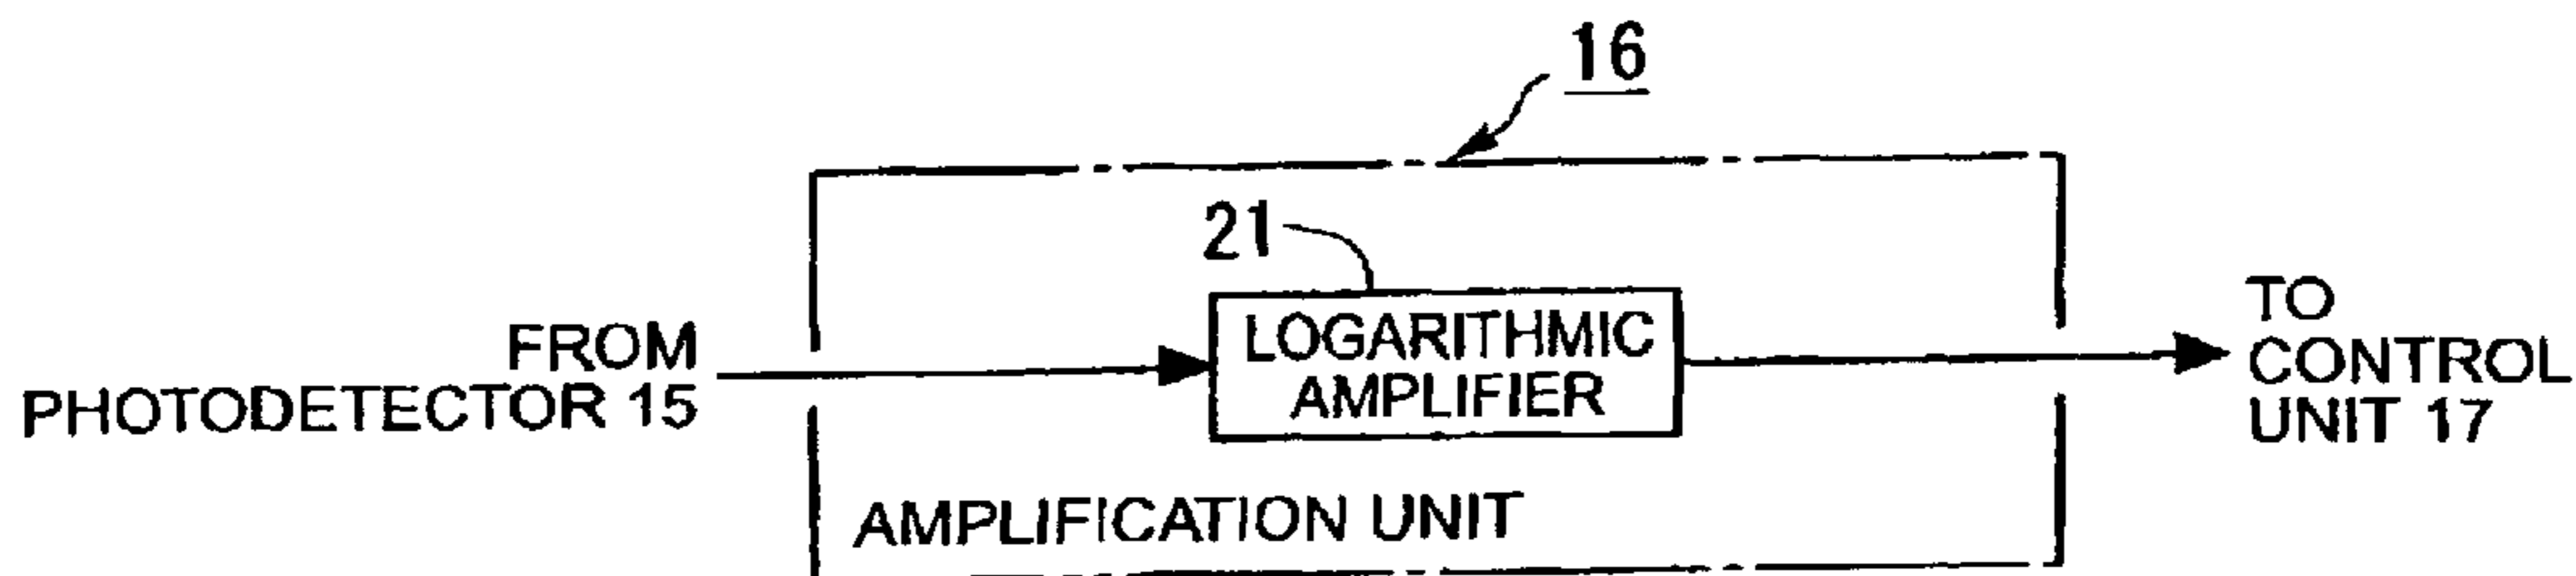 16
21
FROM
PHOTODETECTOR 15
LOGARITHMIC
AMPLIFIER
TO
CONTROL
UNIT 17
AMPLIFICATION UNIT